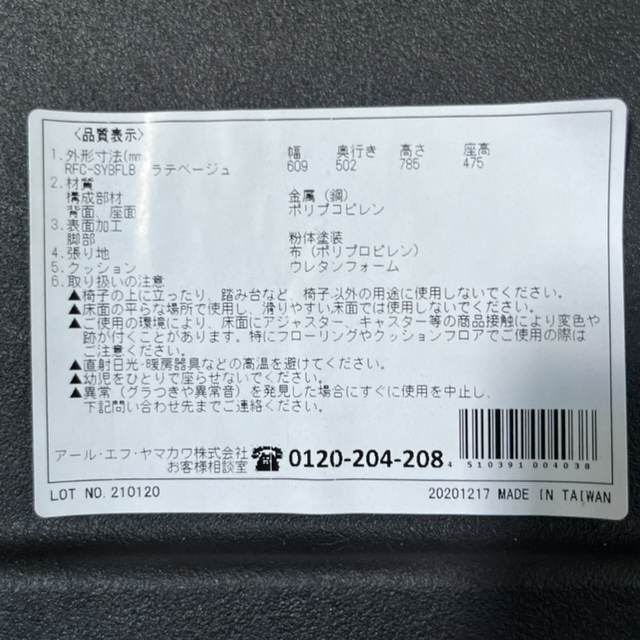 〈品質表示〉
1. 外形寸法(mm 幅 奥行き 高さ 座高
RFC-SYBFLB ラテベージュ 609 502 785 475
2. 材質
構成部材 金属（鋼）
背面、座面 ポリプコピレン
3. 表面加工
脚部 粉体塗装
4. 張り地 布（ポリプロピレン）
5. クッション ウレタンフォーム
6. 取り扱いの注意
▲椅子の上に立ったり、踏み台など、椅子以外の用途に使用しないでください。
▲床面の平らな場所で使用し、滑りやすい床面では使用しないでください。
▲ご使用の環境により、床面にアジャスター、キャスター等の商品接触により変色や
跡が付くことがあります。特にフローリングやクッションフロアでご使用の際は
ご注意ください。
▲直射日光・暖房器具などの高温を避けてください。
▲幼児をひとりで座らせないでください。
▲異常（グラつきや異常音）を発見した場合にすぐに使用を中止し、
下記問い合わせ先までご連絡ください。
アール・エフ・ヤマカワ株式会社
お客様相談室 ☎ 0120-204-208
4 510391 004038
LOT NO. 210120 20201217 MADE IN TAIWAN